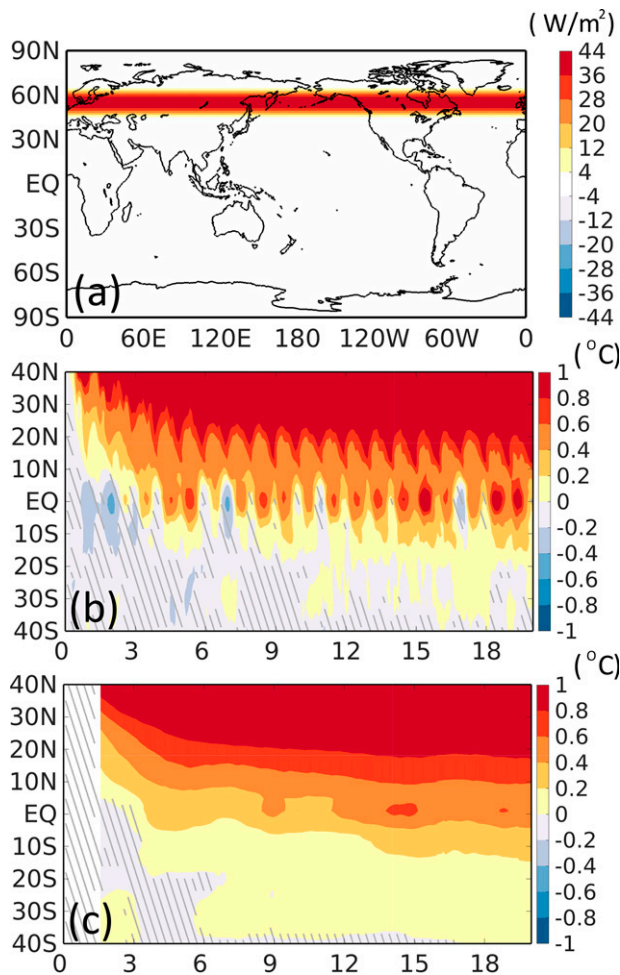 ( W/m²)
90N
60N
30N
EQ
30S
60S
90S
(a)
0 60E 120E 180 120W 60W 0
44
36
28
20
12
4
-4
-12
-20
-28
-36
-44
(°C)
40N
30N
20N
10N
EQ
10S
20S
30S
40S
(b)
0 3 6 9 12 15 18
1
0.8
0.6
0.4
0.2
0
-0.2
-0.4
-0.6
-0.8
-1
(°C)
40N
30N
20N
10N
EQ
10S
20S
30S
40S
(c)
0 3 6 9 12 15 18
1
0.8
0.6
0.4
0.2
0
-0.2
-0.4
-0.6
-0.8
-1